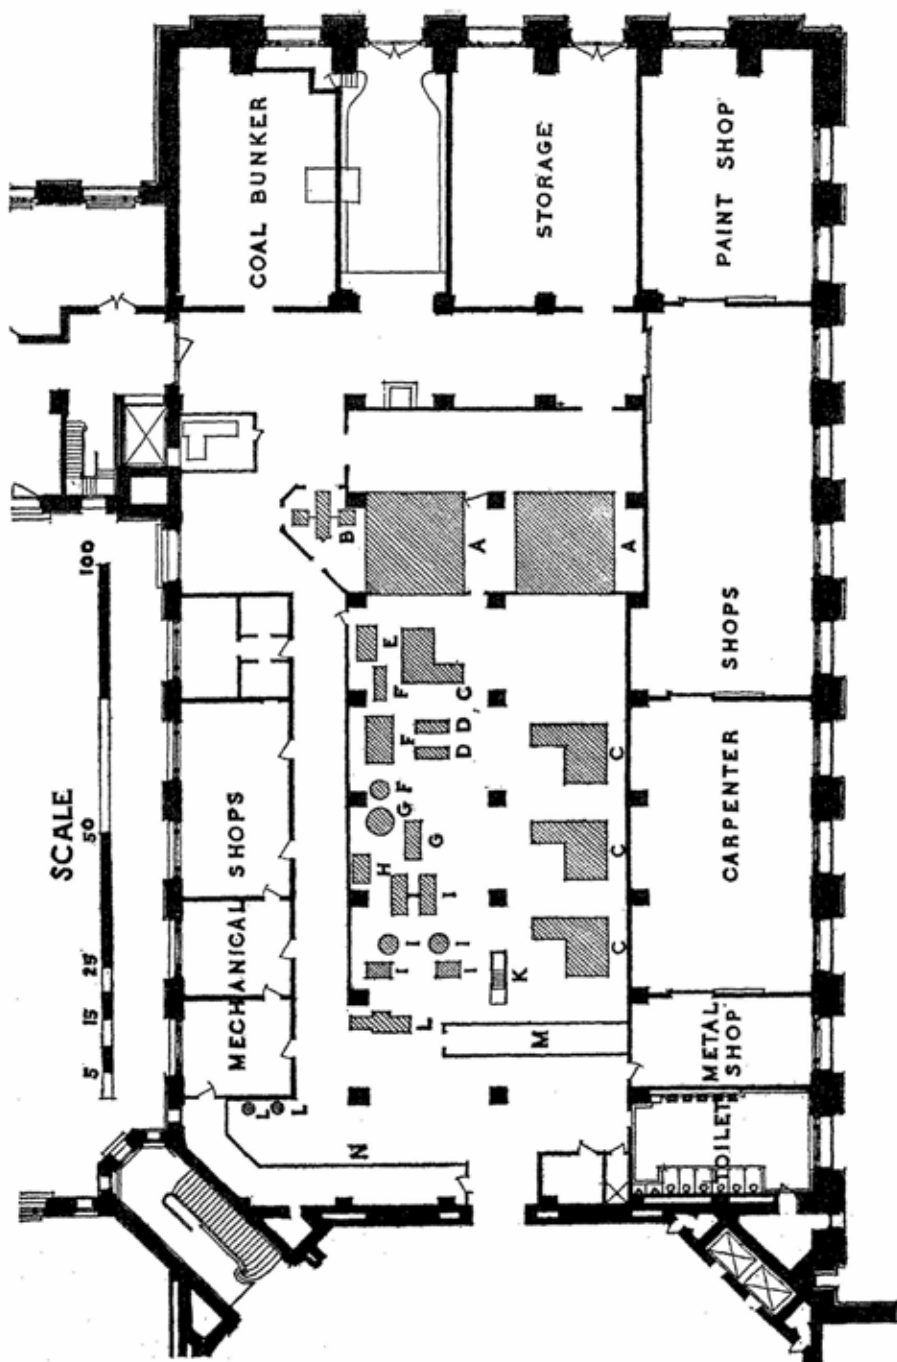 SCALE
5 15 25 50 100
MECHANICAL SHOPS
COAL BUNKER
L
L
N
B
L
I
I
I
I
I
H
G
G
F
F
F
E
D
D
C
A
A
K
M
C
C
C
STORAGE
TOILET
METAL
SHOP
CARPENTER SHOPS
PAINT SHOP